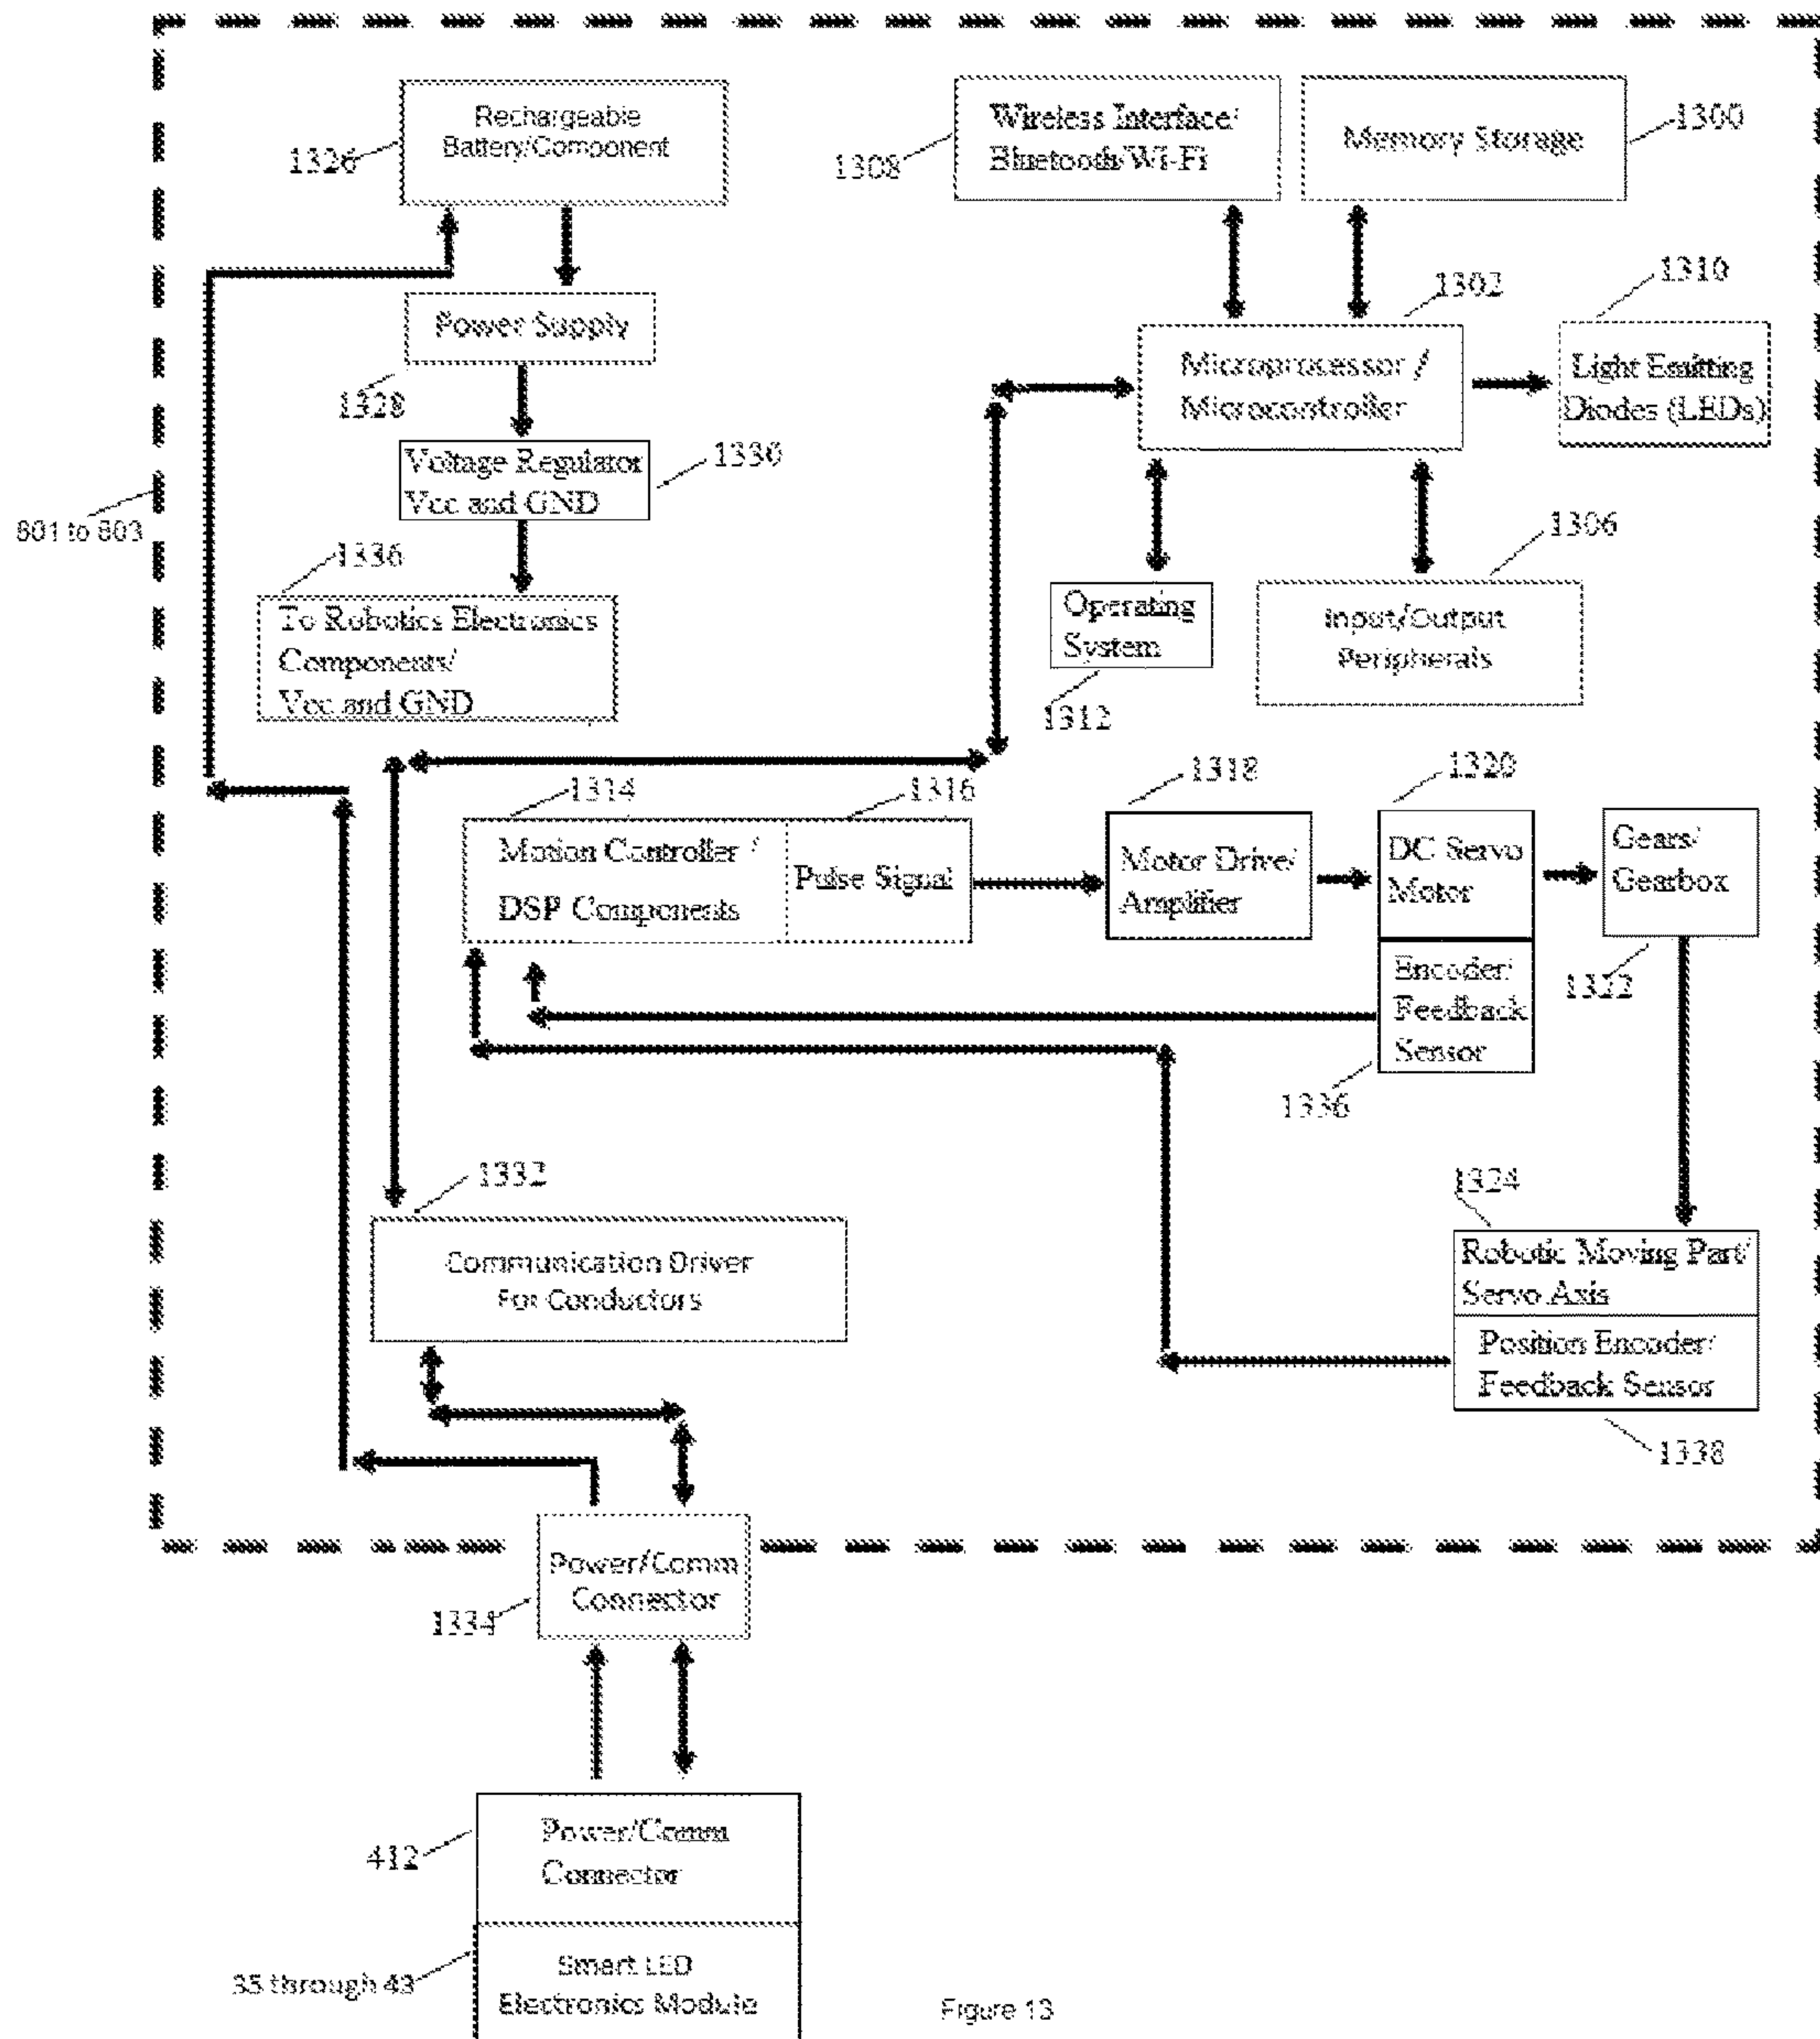 Rechargeable
Battery/Component
1326
Wireless Interface/
Bluetooth/Wi-Fi
1308
Memory Storage
1300
Power Supply
1328
1302
Microprocessor /
Microcontroller
1310
Light Emitting
Diodes (LEDs)
Voltage Regulator
Vcc and GND
1330
801 to 803
1336
To Robotics Electronics
Components/
Vcc and GND
Operating
System
1312
1306
Input/Output
Peripherals
1314
Motion Controller /
DSP Components
1316
Pulse Signal
1318
Motor Drive/
Amplifier
1320
DC Servo
Motor
Gears/
Gearbox
1322
Encoder/
Feedback
Sensor
1336
1332
Communication Driver
For Conductors
1324
Robotic Moving Part/
Servo Axis
Position Encoder/
Feedback Sensor
1338
Power/Comm
Connector
1334
Power/Comm
Connector
412
Smart LED
Electronics Module
35 through 43
Figure 13